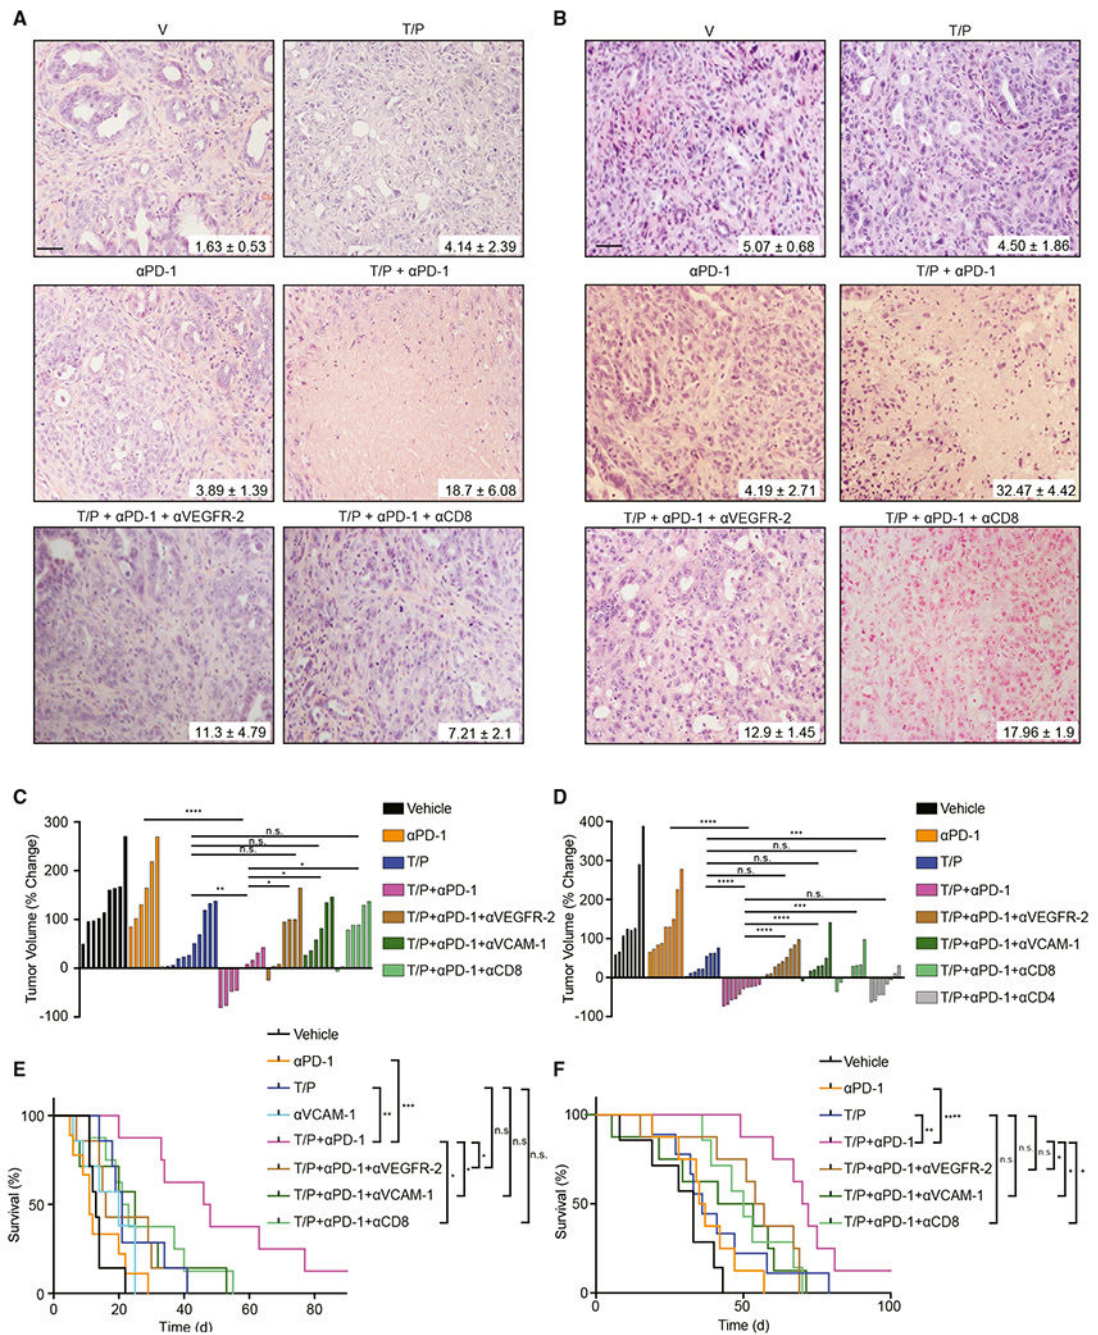 A
B
V
T/P
V
T/P
1.63 ± 0.53
4.14 ± 2.39
5.07 ± 0.68
4.50 ± 1.86
αPD-1
T/P + αPD-1
αPD-1
T/P + αPD-1
3.89 ± 1.39
18.7 ± 6.08
4.19 ± 2.71
32.47 ± 4.42
T/P + αPD-1 + αVEGFR-2
T/P + αPD-1 + αCD8
T/P + αPD-1 + αVEGFR-2
T/P + αPD-1 + αCD8
11.3 ± 4.79
7.21 ± 2.1
12.9 ± 1.45
17.96 ± 1.9
C
Tumor Volume (% Change)
300
200
100
0
-100
****
n.s.
n.s.
n.s.
*
*
**
*
Vehicle
αPD-1
T/P
T/P+αPD-1
T/P+αPD-1+αVEGFR-2
T/P+αPD-1+αVCAM-1
T/P+αPD-1+αCD8
D
Tumor Volume (% Change)
400
300
200
100
0
-100
****
***
n.s.
n.s.
n.s.
****
n.s.
***
****
****
Vehicle
αPD-1
T/P
T/P+αPD-1
T/P+αPD-1+αVEGFR-2
T/P+αPD-1+αVCAM-1
T/P+αPD-1+αCD8
T/P+αPD-1+αCD4
E
Survival (%)
100
50
0
0
20
40
60
80
Time (d)
Vehicle
αPD-1
T/P
αVCAM-1
T/P+αPD-1
T/P+αPD-1+αVEGFR-2
T/P+αPD-1+αVCAM-1
T/P+αPD-1+αCD8
**
***
*
*
*
n.s.
n.s.
n.s.
F
Survival (%)
100
50
0
0
50
100
Time (d)
Vehicle
αPD-1
T/P
T/P+αPD-1
T/P+αPD-1+αVEGFR-2
T/P+αPD-1+αVCAM-1
T/P+αPD-1+αCD8
**
****
n.s.
n.s.
n.s.
n.s.
*
*
*